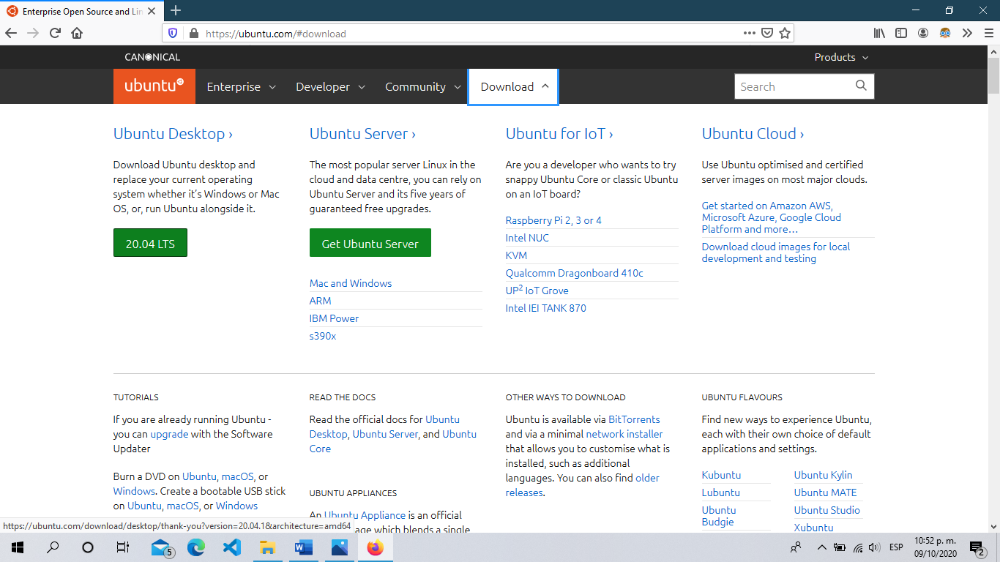 Enterprise Open Source and Lin
https://ubuntu.com/#download
CANONICAL
Products
ubuntu
Enterprise
Developer
Community
Download
Search
Ubuntu Desktop ›
Download Ubuntu desktop and
replace your current operating
system whether it's Windows or Mac
OS, or, run Ubuntu alongside it.
20.04 LTS
Ubuntu Server ›
The most popular server Linux in the
cloud and data centre, you can rely on
Ubuntu Server and its five years of
guaranteed free upgrades.
Get Ubuntu Server
Mac and Windows
ARM
IBM Power
s390x
Ubuntu for IoT ›
Are you a developer who wants to try
snappy Ubuntu Core or classic Ubuntu
on an IoT board?
Raspberry Pi 2, 3 or 4
Intel NUC
KVM
Qualcomm Dragonboard 410c
UP² IoT Grove
Intel IEI TANK 870
Ubuntu Cloud ›
Use Ubuntu optimised and certified
server images on most major clouds.
Get started on Amazon AWS,
Microsoft Azure, Google Cloud
Platform and more…
Download cloud images for local
development and testing
TUTORIALS
If you are already running Ubuntu -
you can upgrade with the Software
Updater
Burn a DVD on Ubuntu, macOS, or
Windows. Create a bootable USB stick
on Ubuntu, macOS, or Windows
READ THE DOCS
Read the official docs for Ubuntu
Desktop, Ubuntu Server, and Ubuntu
Core
UBUNTU APPLIANCES
An Ubuntu Appliance is an official
age which blends a single
OTHER WAYS TO DOWNLOAD
Ubuntu is available via BitTorrents
and via a minimal network installer
that allows you to customise what is
installed, such as additional
languages. You can also find older
releases.
UBUNTU FLAVOURS
Find new ways to experience Ubuntu,
each with their own choice of default
applications and settings.
Kubuntu
Lubuntu
Ubuntu
Budgie
Ubuntu Kylin
Ubuntu MATE
Ubuntu Studio
Xubuntu
https://ubuntu.com/download/desktop/thank-you?version=20.04.1&architecture=amd64
5
ESP
10:52 p. m.
09/10/2020
2